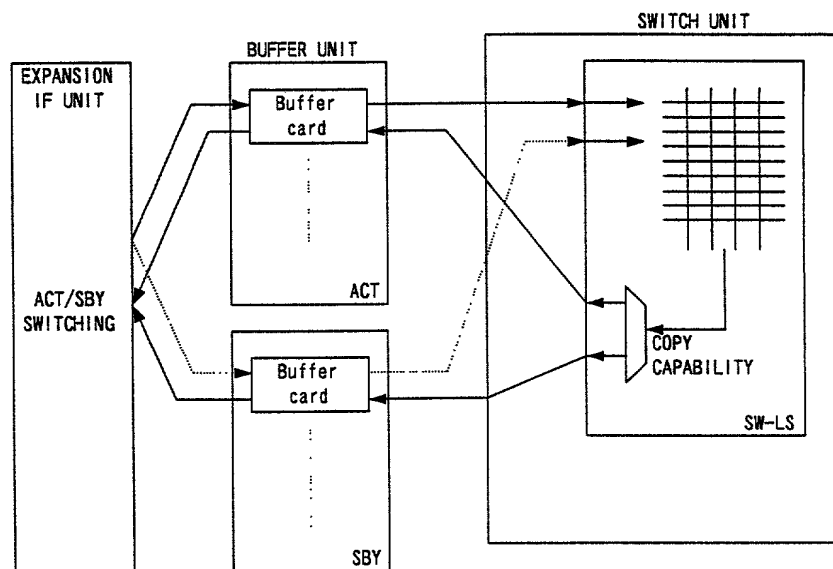 SWITCH UNIT
BUFFER UNIT
EXPANSION
IF UNIT
Buffer
card
ACT
ACT/SBY
SWITCHING
COPY
CAPABILITY
Buffer
card
SW-LS
SBY